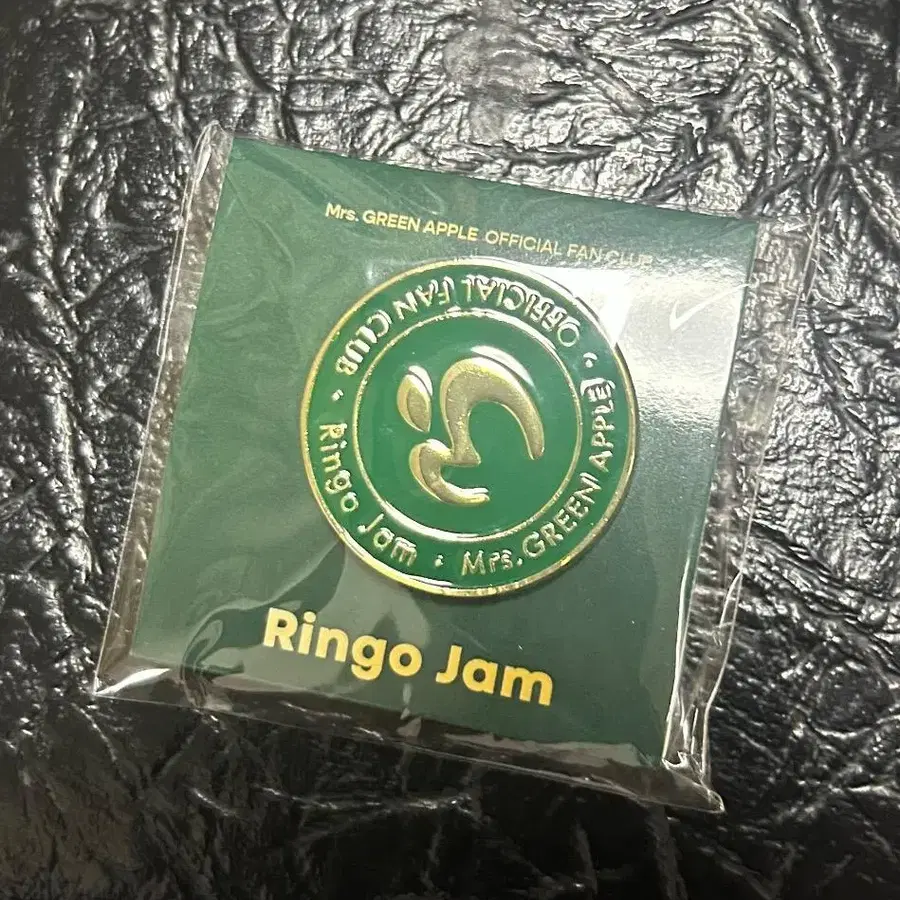 Mrs. GREEN APPLE OFFICIAL FAN CLUB
OFFICIAL FAN CLUB • Ringo Jam • Mrs. GREEN APPLE •
Ringo Jam